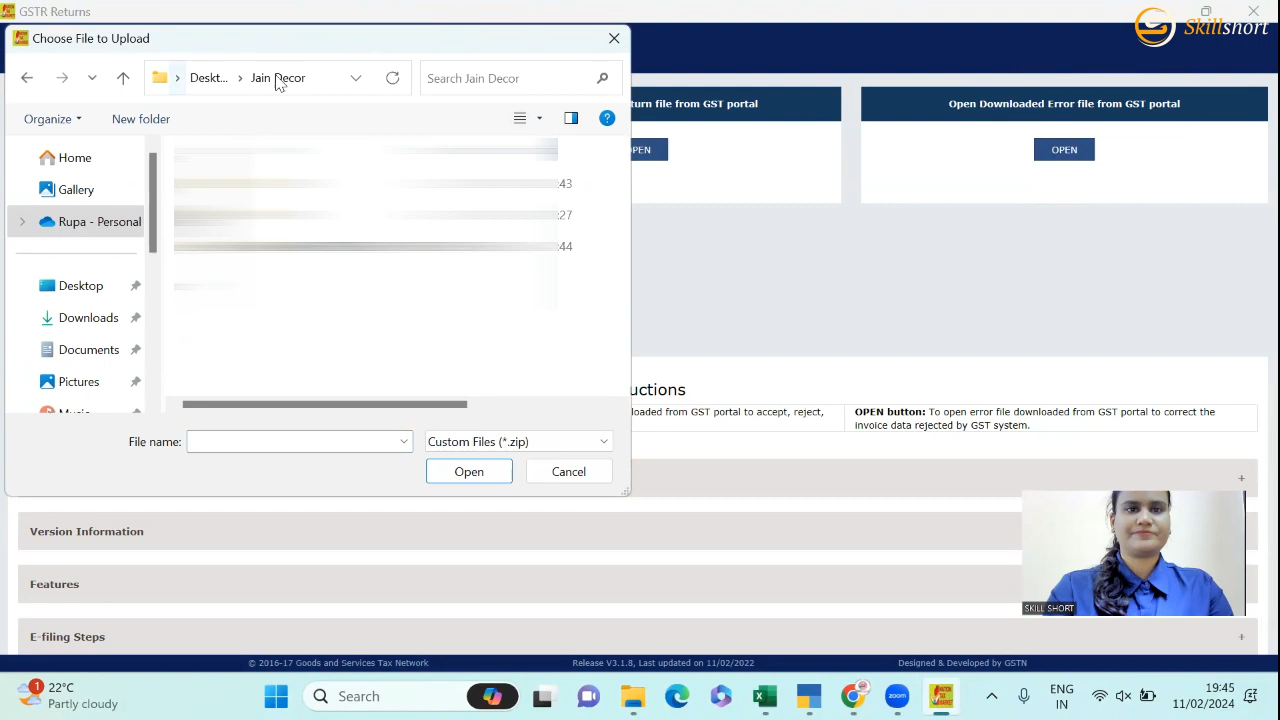 GSTR Returns
Skillshort
Choose File to Upload
Deskt... > Jain Decor
Search Jain Decor
Organize
New folder
turn file from GST portal
Open Downloaded Error file from GST portal
OPEN
Home
Gallery
Rupa - Personal
:43
:27
:44
Desktop
Downloads
Documents
Pictures
Music
File name:
Custom Files (*.zip)
Open
Cancel
uctions
loaded from GST portal to accept, reject,
OPEN button: To open error file downloaded from GST portal to correct the
invoice data rejected by GST system.
+
Version Information
Features
E-filing Steps
+
SKILL SHORT
© 2016-17 Goods and Services Tax Network
Release V3.1.8, Last updated on 11/02/2022
Designed & Developed by GSTN
1
22°C
Partly cloudy
Search
ENG
IN
19:45
11/02/2024